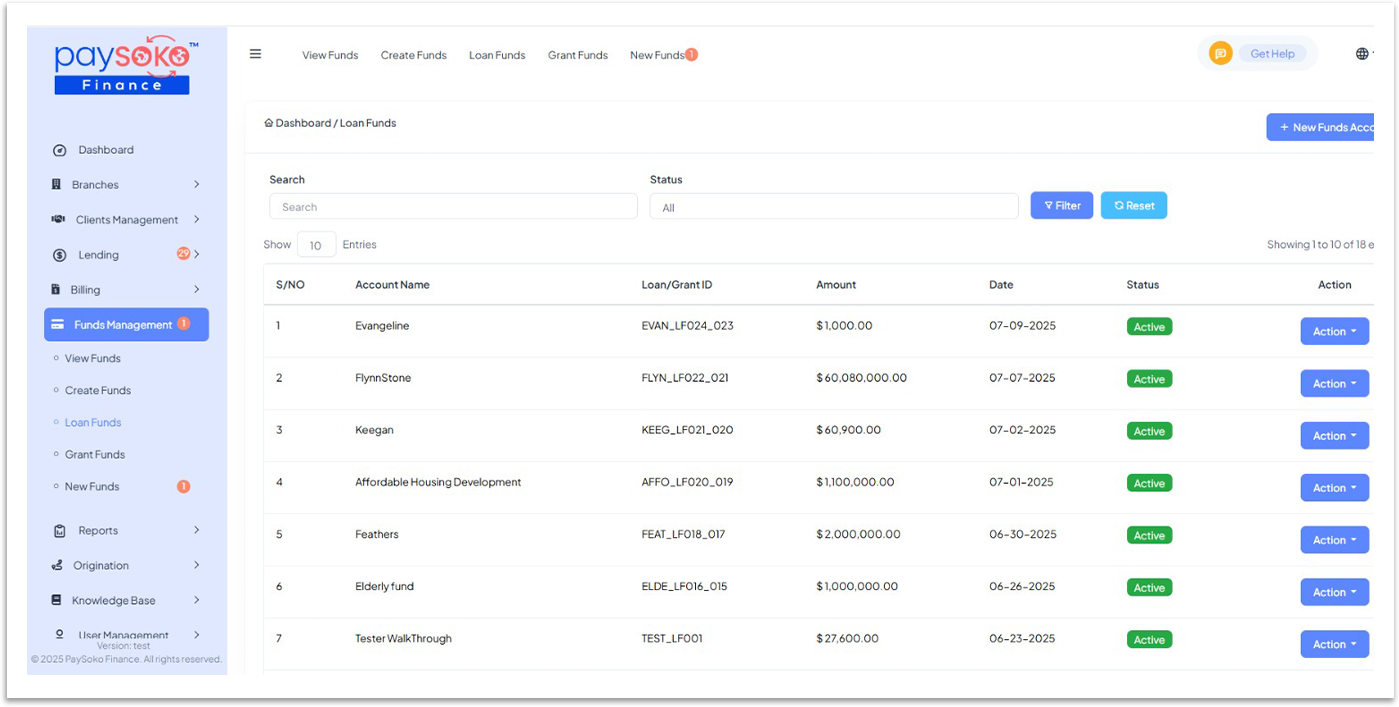 paysoko™
Finance
View Funds Create Funds Loan Funds Grant Funds New Funds 1
Get Help
Dashboard / Loan Funds
+ New Funds Acco
Dashboard
Branches
Clients Management
Lending 29
Billing
Funds Management 1
View Funds
Create Funds
Loan Funds
Grant Funds
New Funds 1
Reports
Origination
Knowledge Base
User Management
Version: test
© 2025 PaySoko Finance. All rights reserved.
Search Status
Search All Filter Reset
Show 10 Entries Showing 1 to 10 of 18 e
S/NO Account Name Loan/Grant ID Amount Date Status Action
1 Evangeline EVAN_LF024_023 $1,000.00 07-09-2025 Active Action
2 FlynnStone FLYN_LF022_021 $60,080,000.00 07-07-2025 Active Action
3 Keegan KEEG_LF021_020 $60,900.00 07-02-2025 Active Action
4 Affordable Housing Development AFFO_LF020_019 $1,100,000.00 07-01-2025 Active Action
5 Feathers FEAT_LF018_017 $2,000,000.00 06-30-2025 Active Action
6 Elderly fund ELDE_LF016_015 $1,000,000.00 06-26-2025 Active Action
7 Tester WalkThrough TEST_LF001 $27,600.00 06-23-2025 Active Action